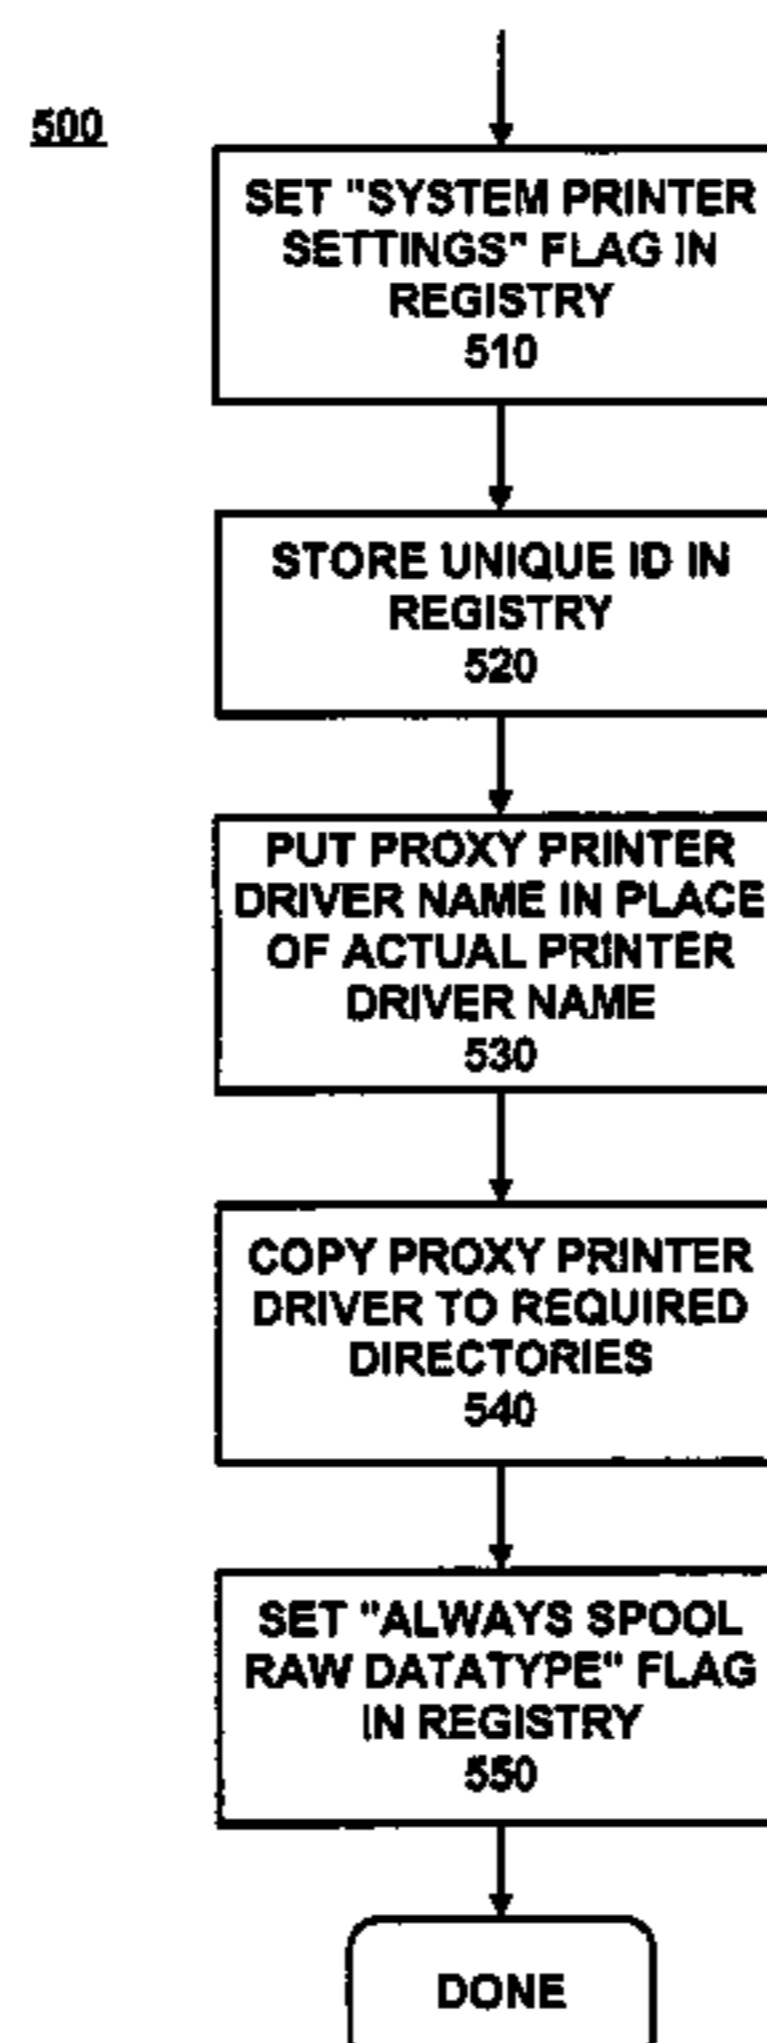 500
SET "SYSTEM PRINTER
SETTINGS" FLAG IN
REGISTRY
510
STORE UNIQUE ID IN
REGISTRY
520
PUT PROXY PRINTER
DRIVER NAME IN PLACE
OF ACTUAL PRINTER
DRIVER NAME
530
COPY PROXY PRINTER
DRIVER TO REQUIRED
DIRECTORIES
540
SET "ALWAYS SPOOL
RAW DATATYPE" FLAG
IN REGISTRY
550
DONE